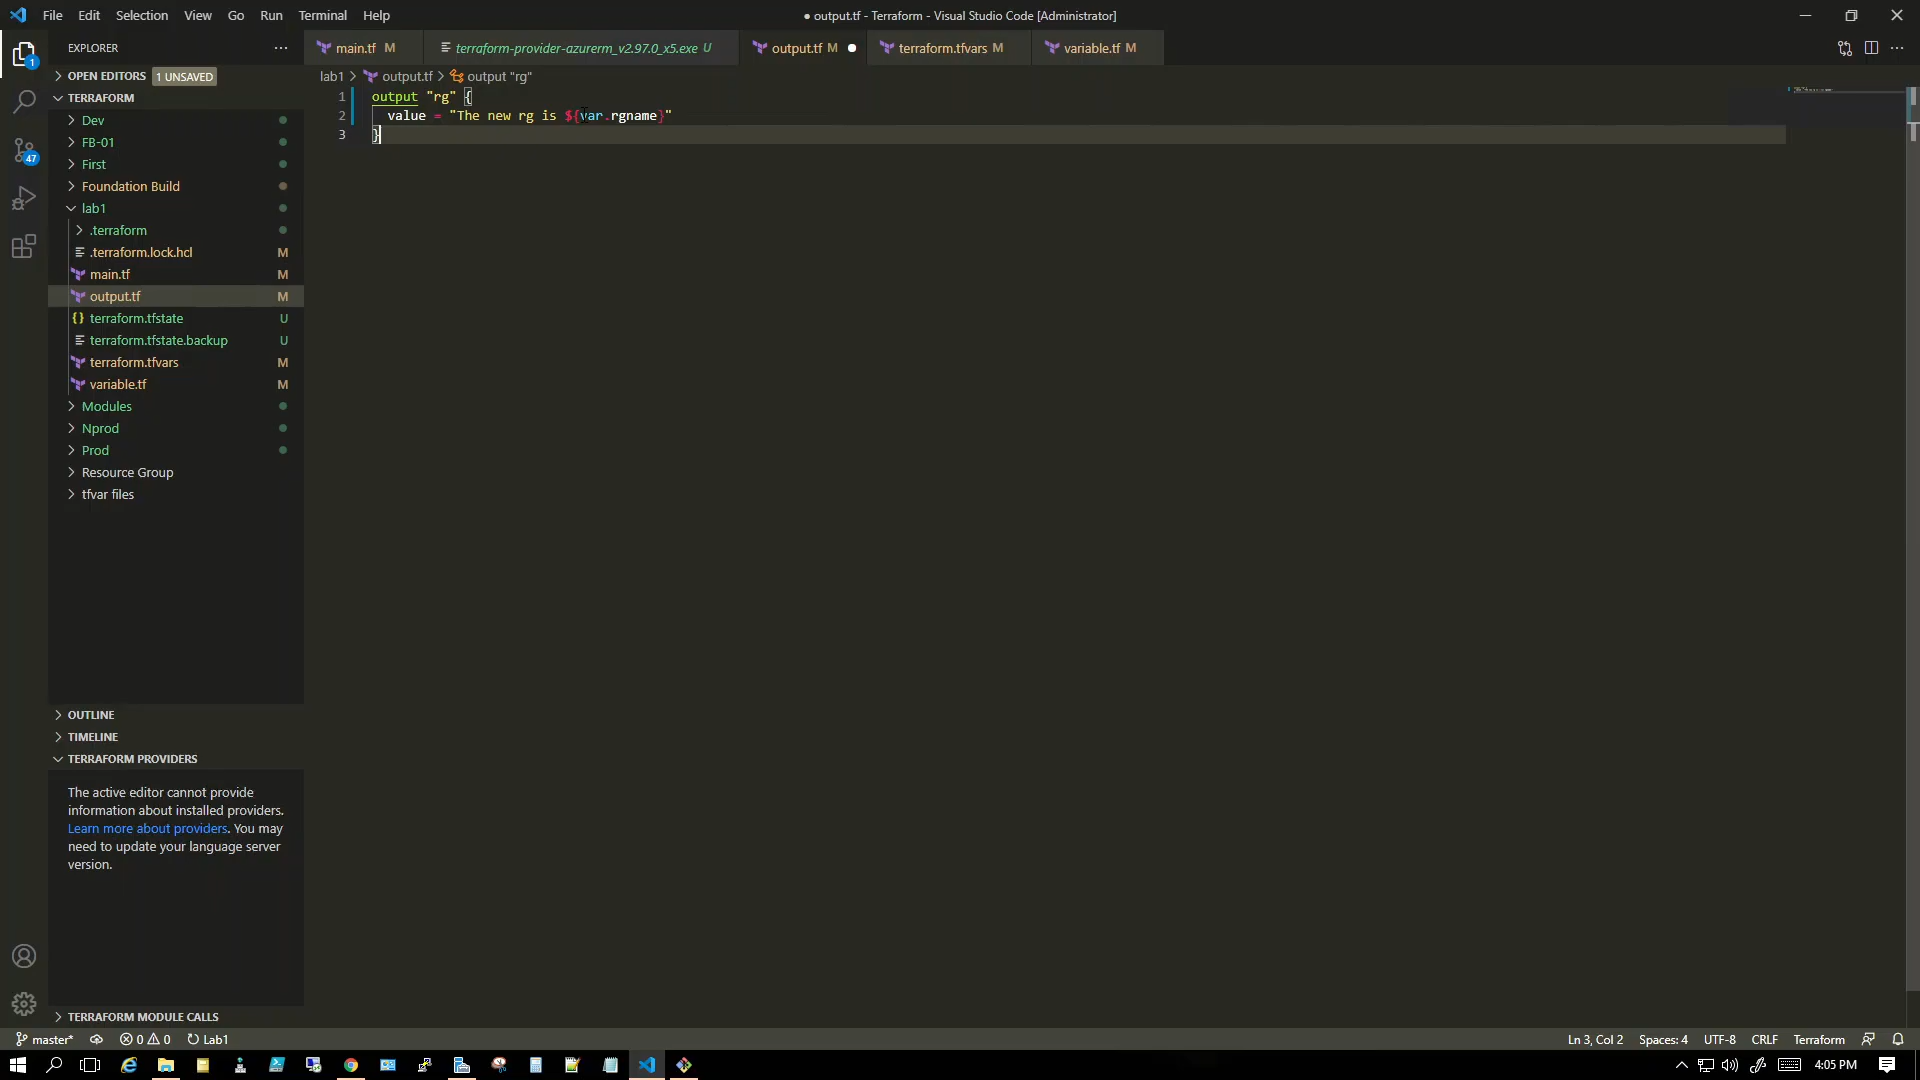 File Edit Selection View Go Run Terminal Help
● output.tf - Terraform - Visual Studio Code [Administrator]
EXPLORER
main.tf M
terraform-provider-azurerm_v2.97.0_x5.exe U
output.tf M
terraform.tfvars M
variable.tf M
OPEN EDITORS 1 UNSAVED
lab1 > output.tf > output "rg"
TERRAFORM
Dev
FB-01
First
Foundation Build
lab1
.terraform
.terraform.lock.hcl M
main.tf M
output.tf M
terraform.tfstate U
terraform.tfstate.backup U
terraform.tfvars M
variable.tf M
Modules
Nprod
Prod
Resource Group
tfvar files
1 output "rg" {
2 value = "The new rg is ${var.rgname}"
3 }
OUTLINE
TIMELINE
TERRAFORM PROVIDERS
The active editor cannot provide
information about installed providers.
Learn more about providers. You may
need to update your language server
version.
TERRAFORM MODULE CALLS
1
47
master* 0 0 Lab1
Ln 3, Col 2 Spaces: 4 UTF-8 CRLF Terraform
4:05 PM